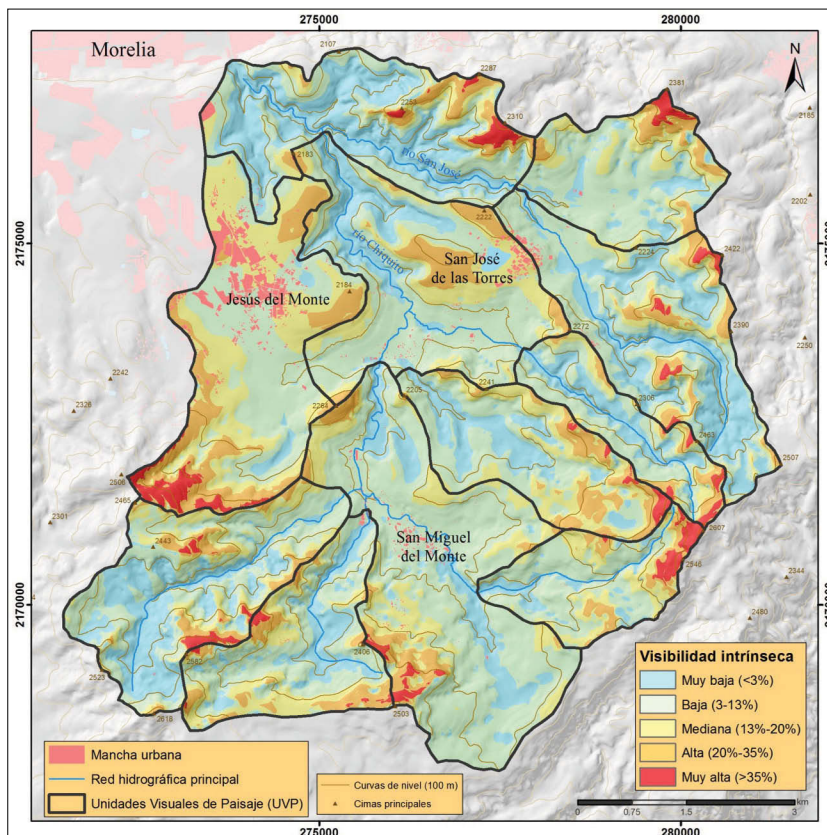 275000
280000
Morelia
N
2107
2287
2381
2185
2253
2310
2183
río San José
2202
2175000
2222
2224
2422
río Chiquito
San José
de las Torres
2184
Jesús del Monte
2272
2390
2250
2242
2326
2284
2205
2241
2506
2463
2506
2465
2507
2301
2443
San Miguel
del Monte
2607
2546
2344
2170000
2480
2406
2582
2523
2618
2503
Visibilidad intrínseca
Muy baja (<3%)
Baja (3-13%)
Mediana (13%-20%)
Alta (20%-35%)
Muy alta (>35%)
Mancha urbana
Red hidrográfica principal
Unidades Visuales de Paisaje (UVP)
Curvas de nivel (100 m)
Cimas principales
km
0 0.75 1.5 3
275000
280000